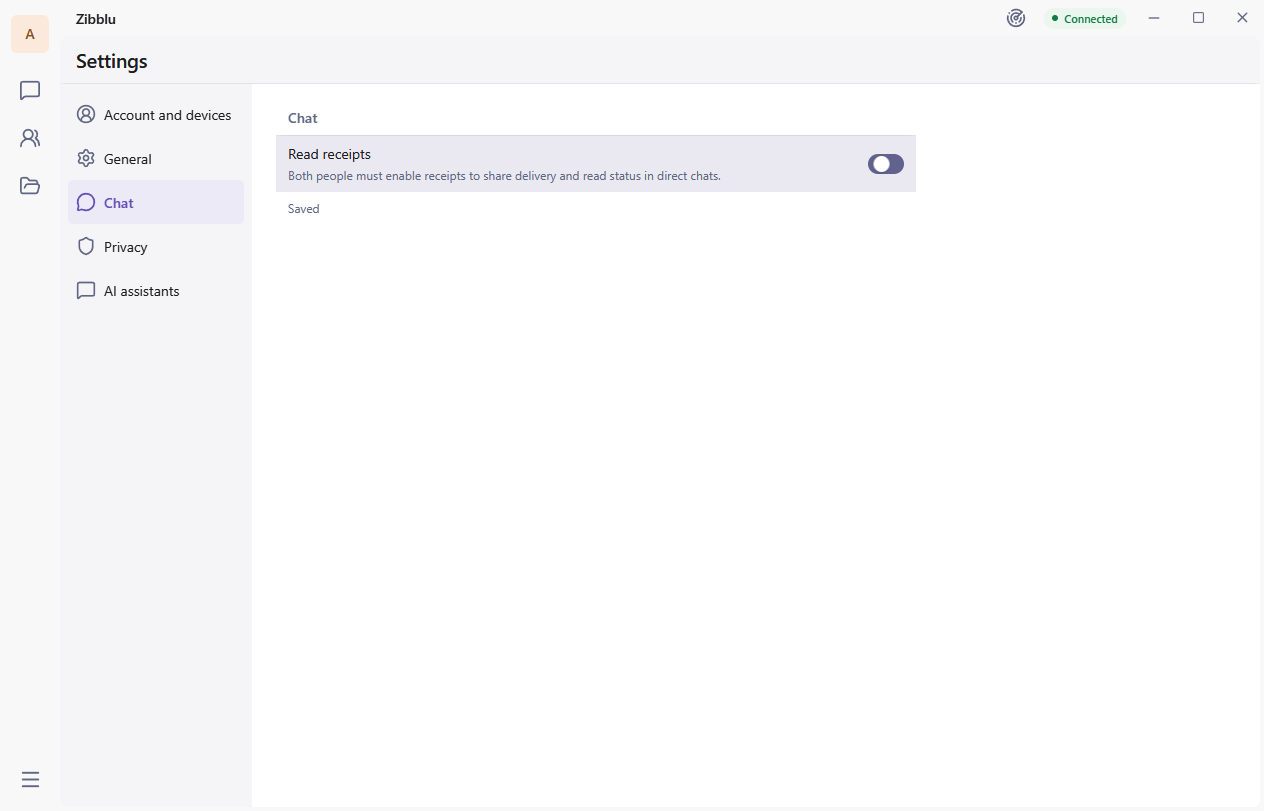 Zibblu
Connected
A
Settings
Account and devices
General
Chat
Privacy
AI assistants
Chat
Read receipts
Both people must enable receipts to share delivery and read status in direct chats.
Saved